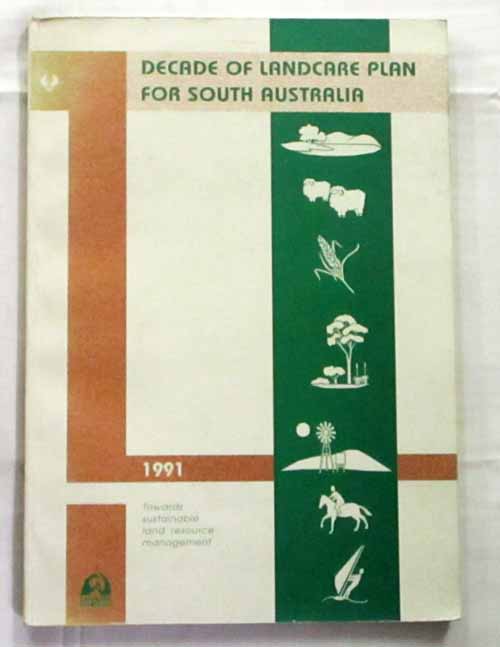 DECADE OF LANDCARE PLAN
FOR SOUTH AUSTRALIA
1991
Towards
sustainable
land resource
management